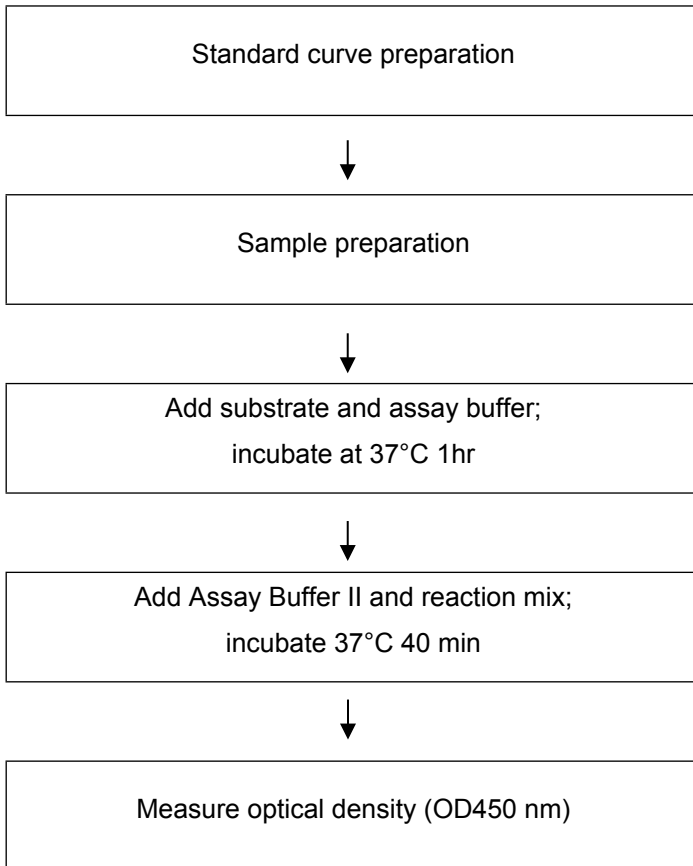 Standard curve preparation
Sample preparation
Add substrate and assay buffer;
incubate at 37°C 1hr
Add Assay Buffer II and reaction mix;
incubate 37°C 40 min
Measure optical density (OD450 nm)